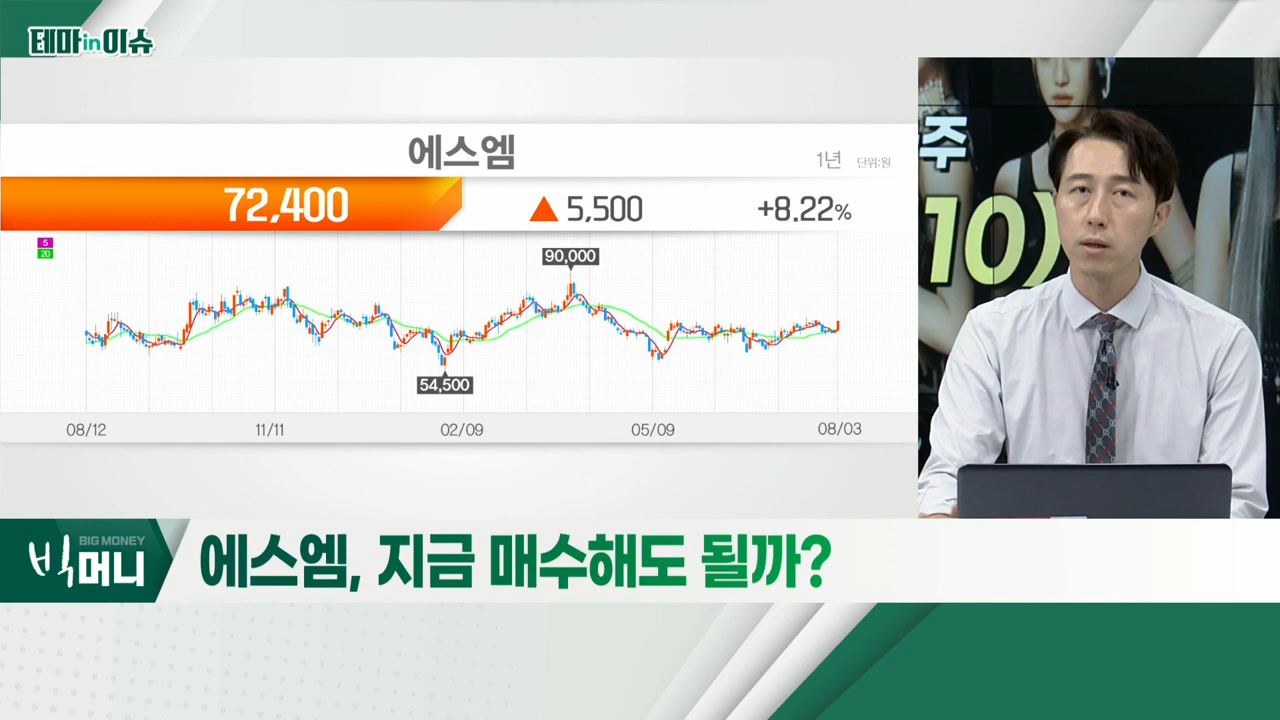 테마in이슈
에스엠
1년 단위:원
72,400 ▲ 5,500 +8.22%
5
20
90,000
54,500
08/12 11/11 02/09 05/09 08/03
주
10)
BIG MONEY
빅머니
에스엠, 지금 매수해도 될까?